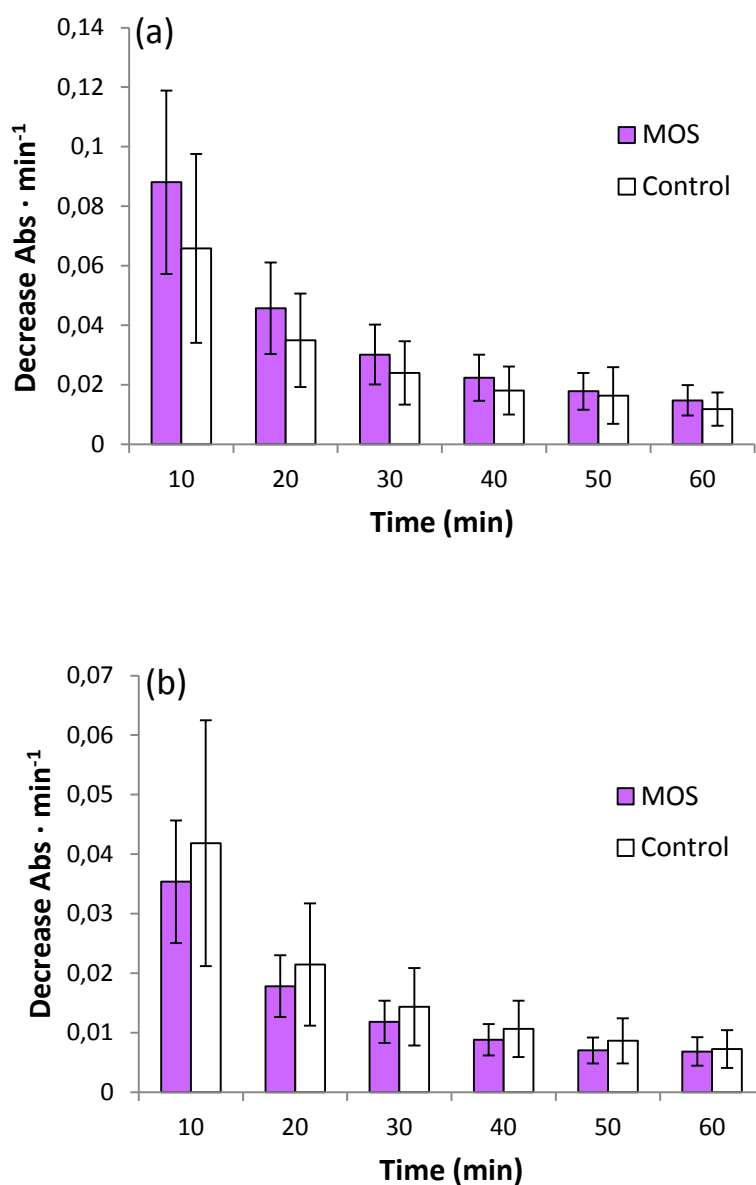 (a)
0,14
0,12
0,1
0,08
0,06
0,04
0,02
0
Decrease Abs · min⁻¹
MOS
Control
10 20 30 40 50 60
Time (min)
(b)
0,07
0,06
0,05
0,04
0,03
0,02
0,01
0
Decrease Abs · min⁻¹
MOS
Control
10 20 30 40 50 60
Time (min)